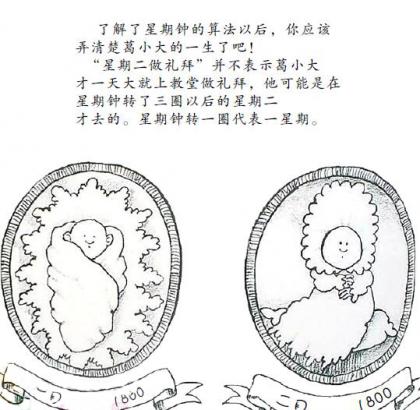 了解了星期钟的算法以后，你应该
弄清楚葛小大的一生了吧！
“星期二做礼拜”并不表示葛小大
才一天大就上教堂做礼拜，他可能是在
星期钟转了三圈以后的星期二
才去的。星期钟转一圈代表一星期。
一 1800
二 1800